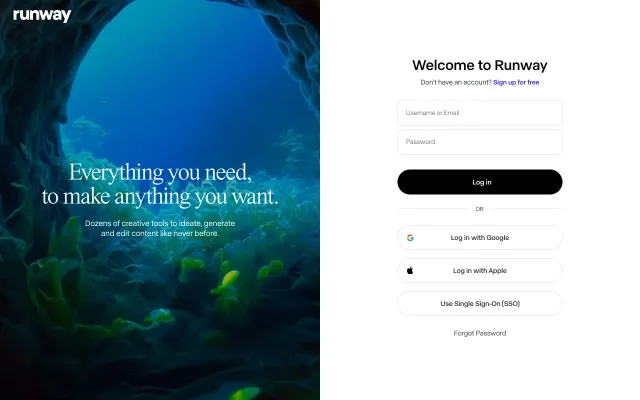 runway
Everything you need,
to make anything you want.
Dozens of creative tools to ideate, generate
and edit content like never before.
Welcome to Runway
Don't have an account? Sign up for free
Username or Email
Password
Log in
OR
Log in with Google
Log in with Apple
Use Single Sign-On (SSO)
Forgot Password